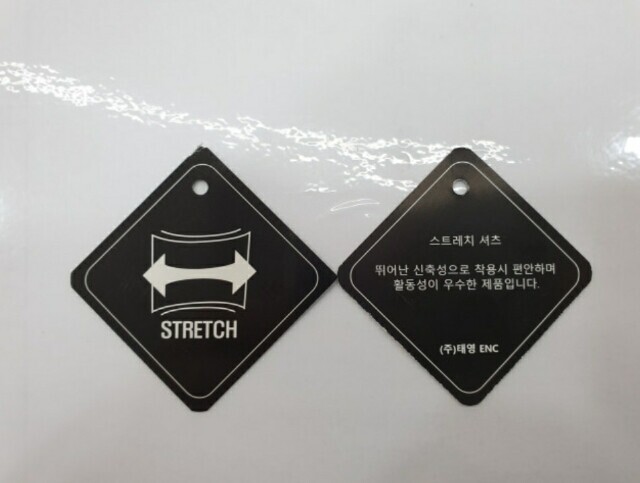 STRETCH
스트레치 셔츠
뛰어난 신축성으로 착용시 편안하며
활동성이 우수한 제품입니다.
(주)태영 ENC